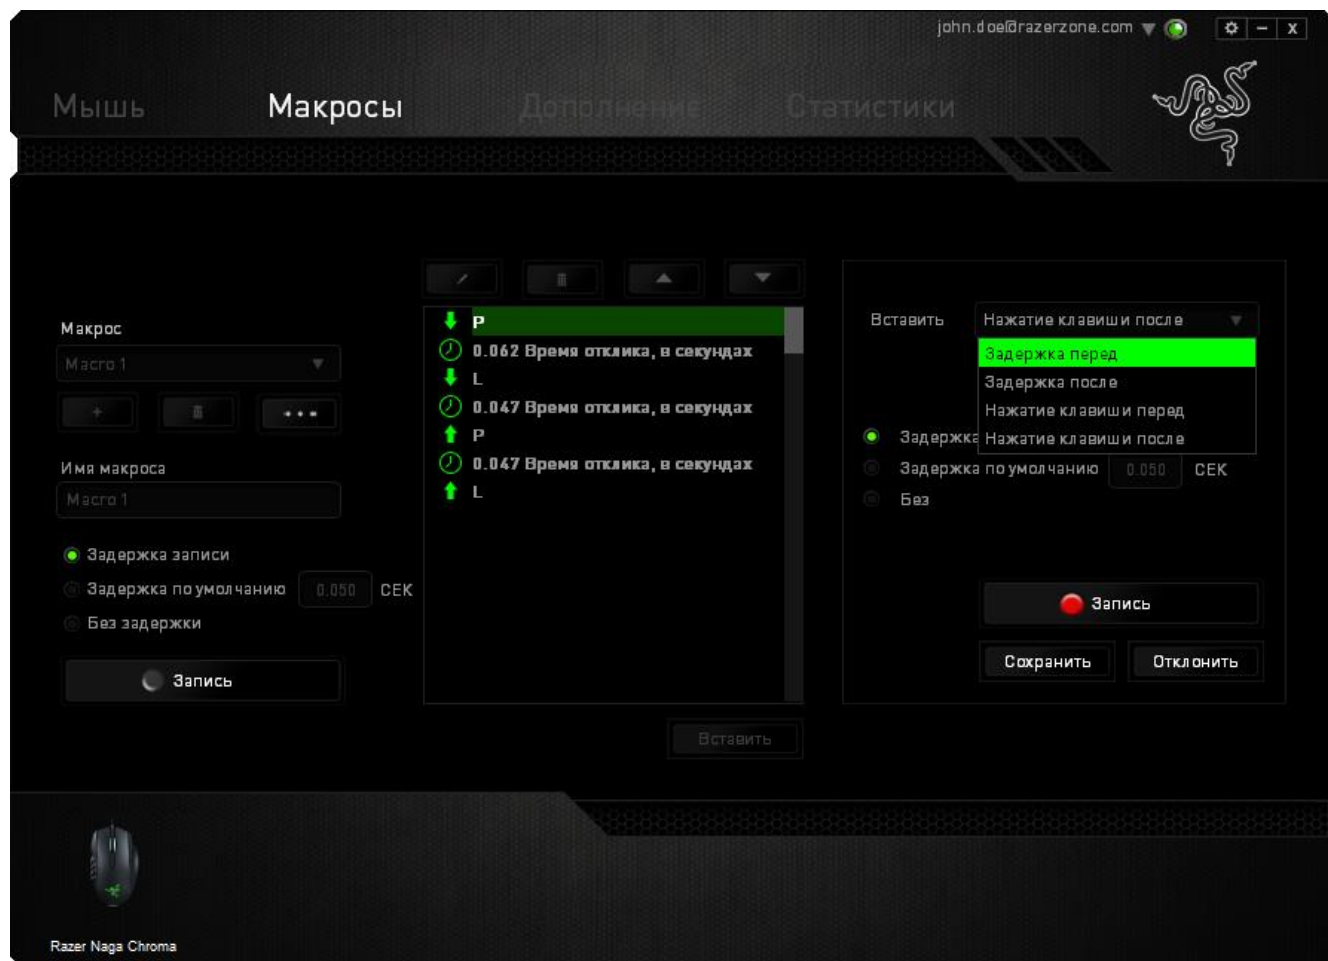 john.doe@razerzone.com
Мышь Макросы Дополнение Статистики
Макрос
Macro 1
Имя макроса
Macro 1
Задержка записи
Задержка по умолчанию 0.050 СЕК
Без задержки
Запись
P
0.062 Время отклика, в секундах
L
0.047 Время отклика, в секундах
P
0.047 Время отклика, в секундах
L
Вставить
Вставить Нажатие клавиши после
Задержка перед
Задержка после
Нажатие клавиши перед
Нажатие клавиши после
Задержка по умолчанию 0.050 СЕК
Без
Запись
Сохранить Отклонить
Razer Naga Chroma